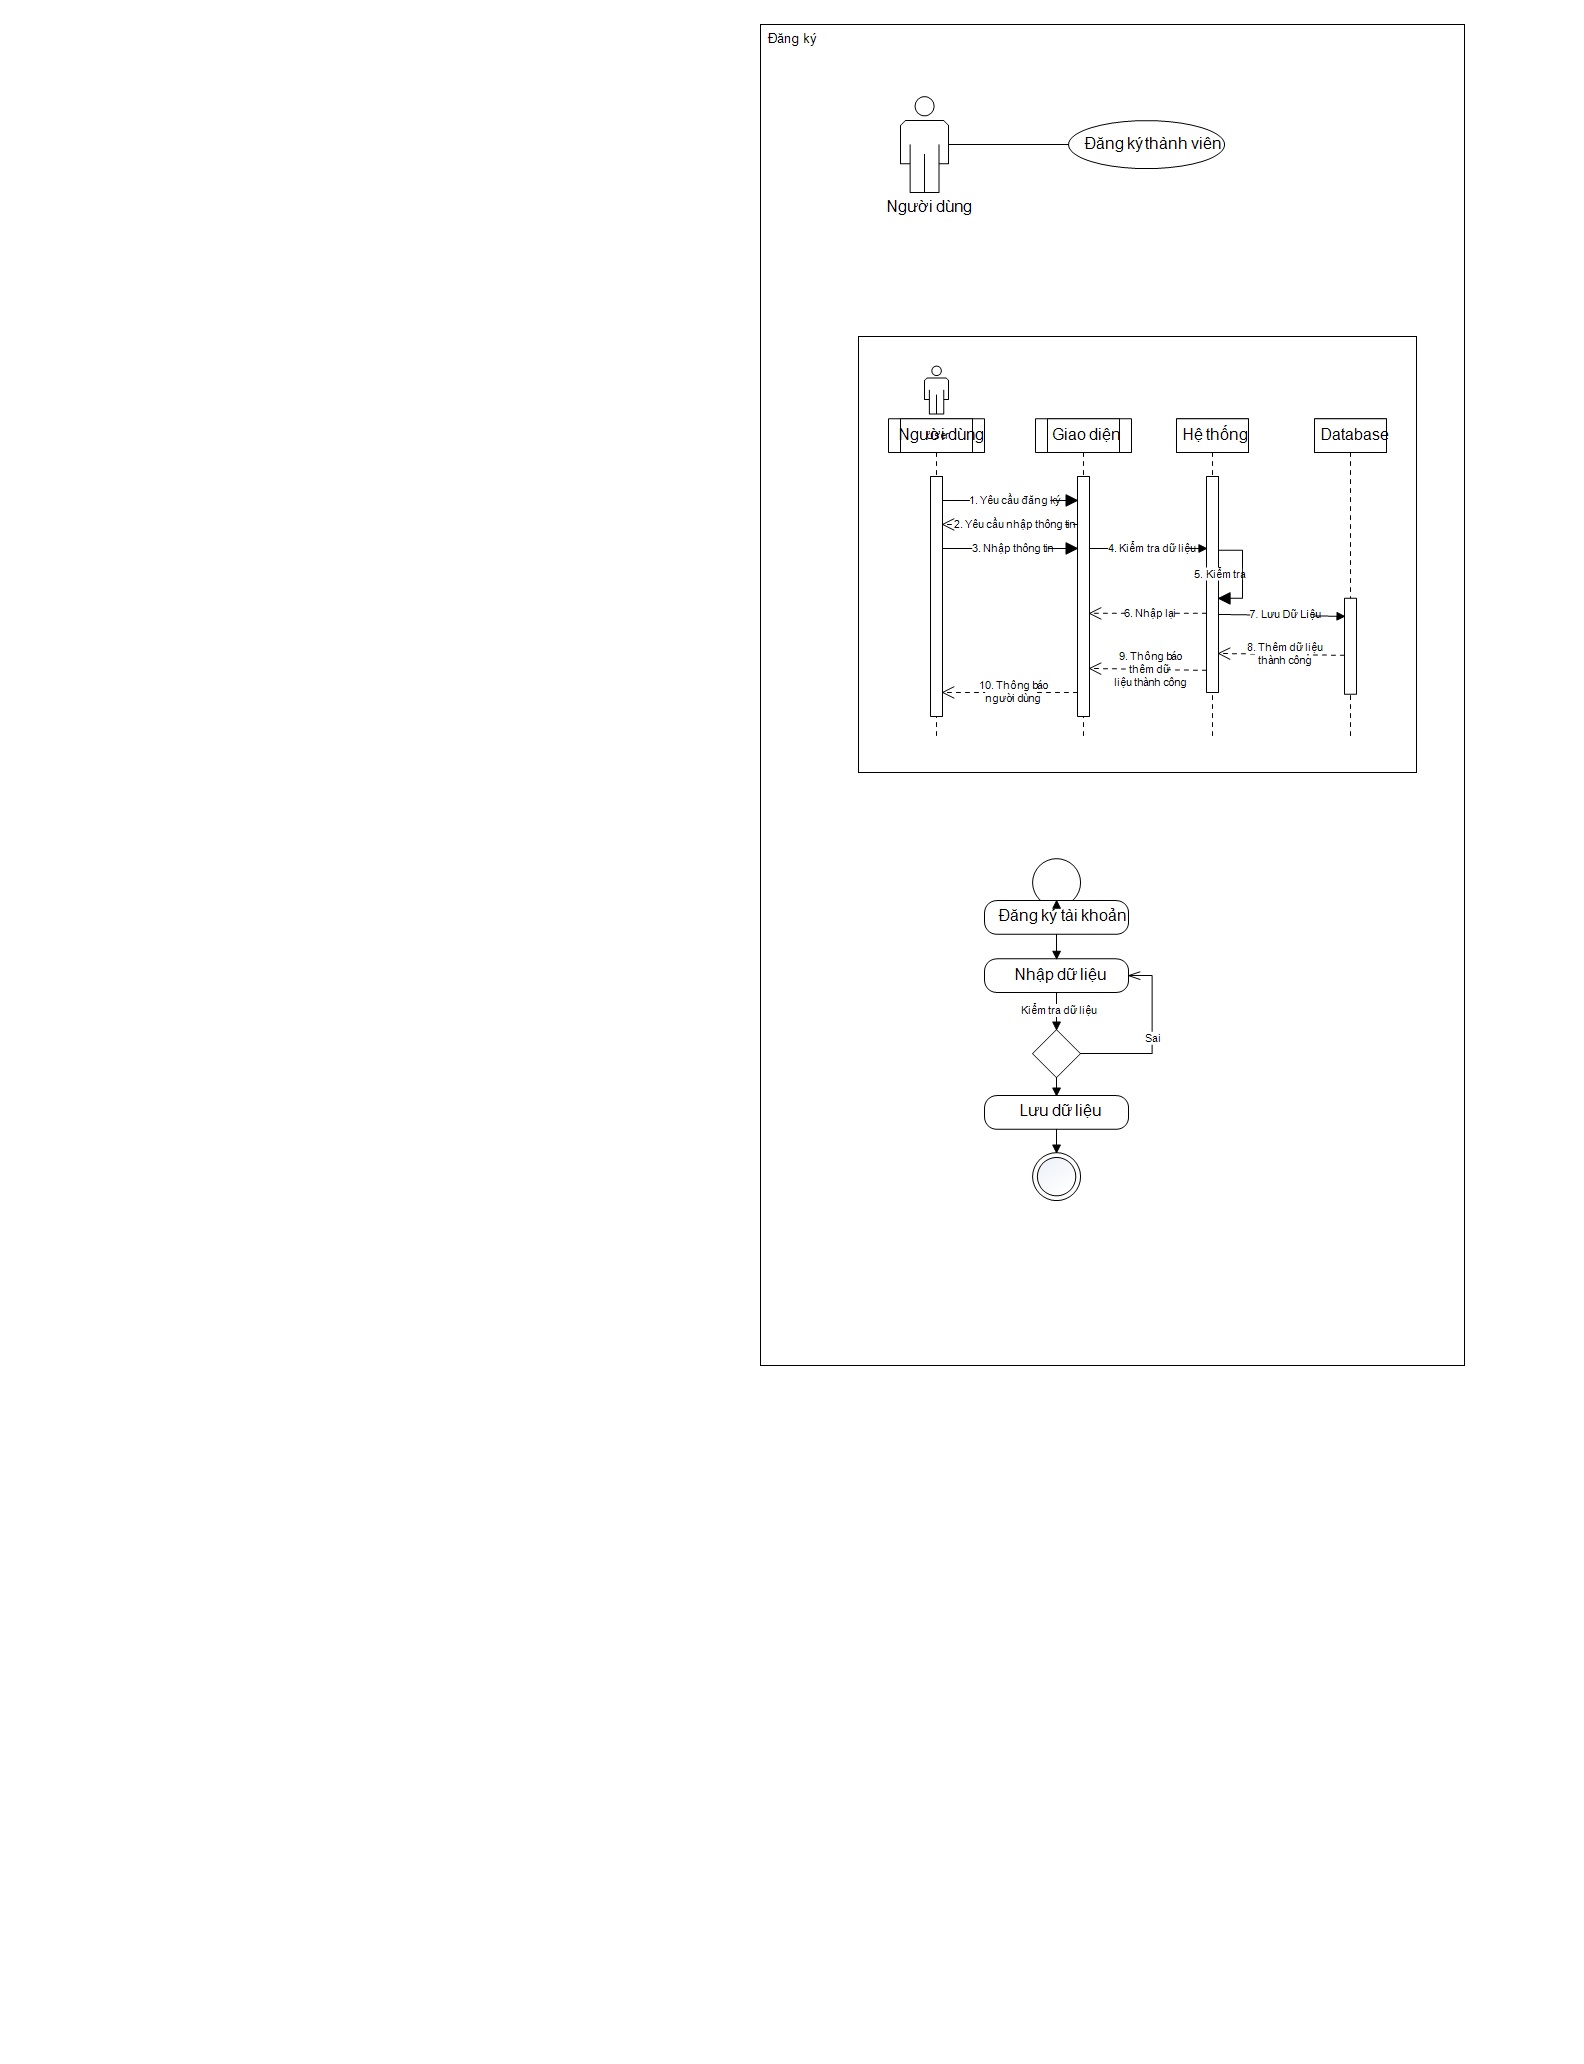 Đăng ký
Đăng ký thành viên
Người dùng
Người dùng
Giao diện
Hệ thống
Database
1. Yêu cầu đăng ký
2. Yêu cầu nhập thông tin
3. Nhập thông tin
4. Kiểm tra dữ liệu
5. Kiểm tra
6. Nhập lại
7. Lưu Dữ Liệu
8. Thêm dữ liệu
thành công
9. Thông báo
thêm dữ
liệu thành công
10. Thông báo
người dùng
Đăng ký tài khoản
Nhập dữ liệu
Kiểm tra dữ liệu
Sai
Lưu dữ liệu